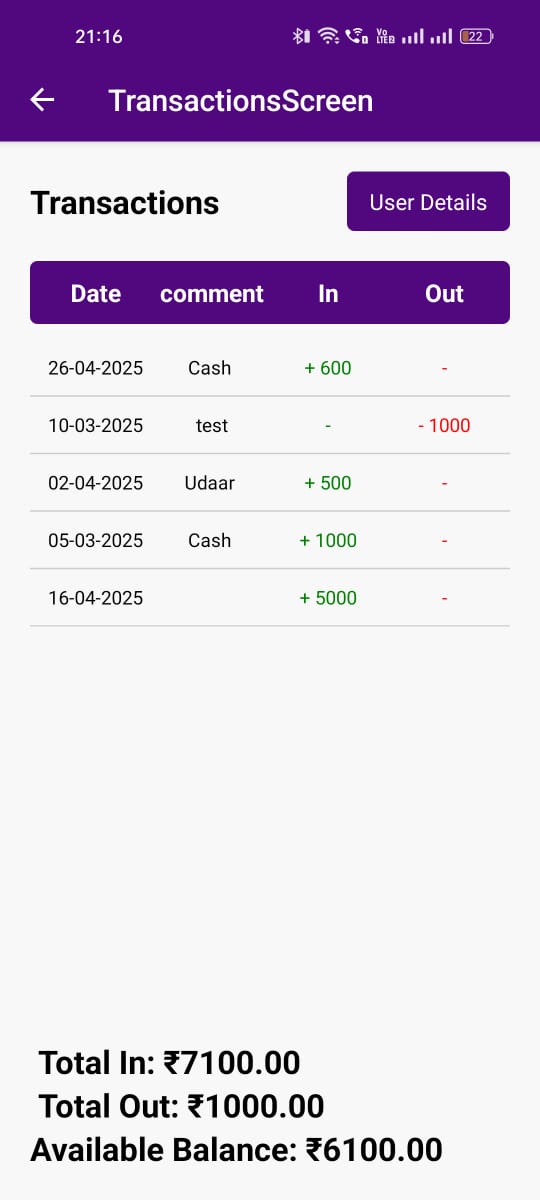 21:16 Vo LTE B 22
TransactionsScreen
Transactions User Details
Date comment In Out
26-04-2025 Cash + 600 -
10-03-2025 test - - 1000
02-04-2025 Udaar + 500 -
05-03-2025 Cash + 1000 -
16-04-2025 + 5000 -
Total In: ₹7100.00
Total Out: ₹1000.00
Available Balance: ₹6100.00